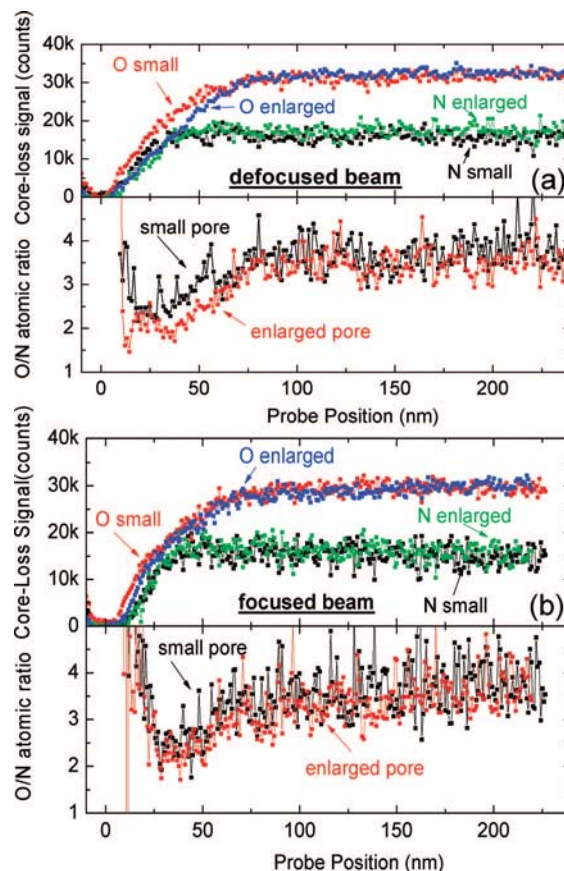 40k
30k
20k
10k
0
Core-loss signal (counts)
O small
O enlarged
N enlarged
N small
defocused beam
(a)
4
3
2
1
O/N atomic ratio
small pore
enlarged pore
0 50 100 150 200
Probe Position (nm)
40k
30k
20k
10k
0
Core-Loss Signal(counts)
O enlarged
O small
N enlarged
N small
focused beam
(b)
4
3
2
1
O/N atomic ratio
small pore
enlarged pore
0 50 100 150 200
Probe Position (nm)